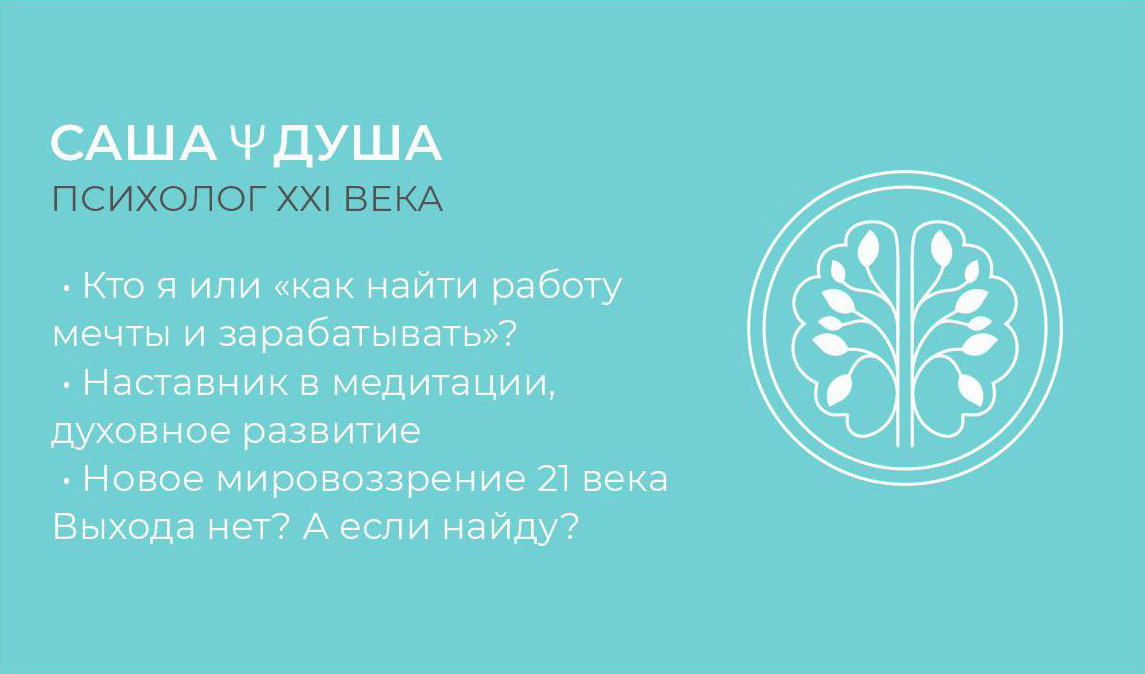 САША Ψ ДУША
ПСИХОЛОГ XXI ВЕКА
• Кто я или «как найти работу
мечты и зарабатывать»?
• Наставник в медитации,
духовное развитие
• Новое мировоззрение 21 века
Выхода нет? А если найду?